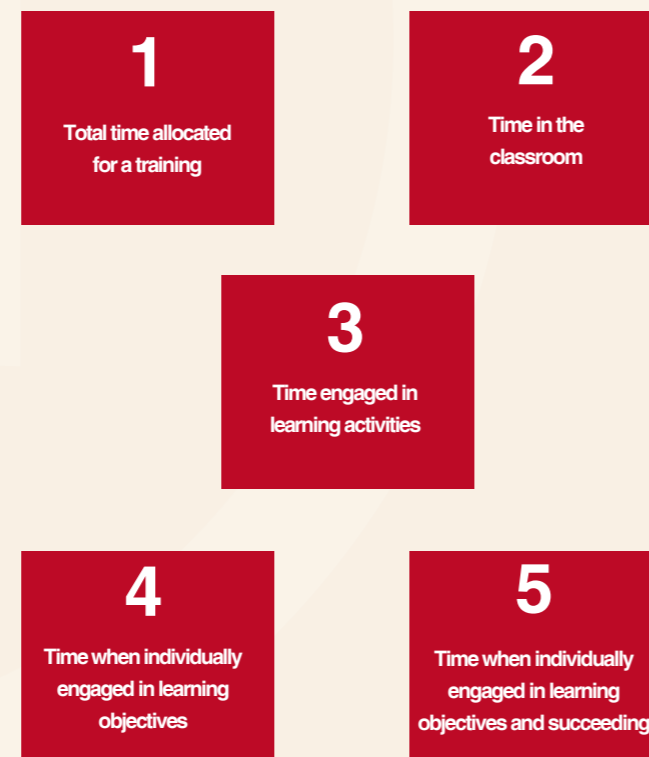 1
Total time allocated
for a training
2
Time in the
classroom
3
Time engaged in
learning activities
4
Time when individually
engaged in learning
objectives
5
Time when individually
engaged in learning
objectives and succeeding